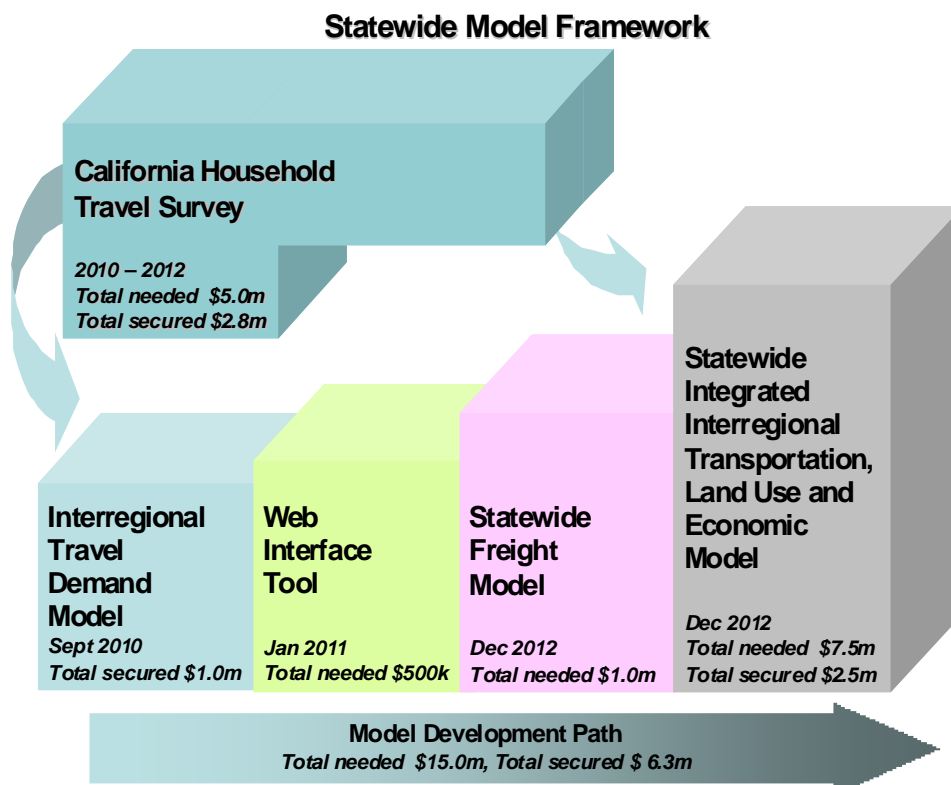 Statewide Model Framework
California Household
Travel Survey
2010 – 2012
Total needed $5.0m
Total secured $2.8m
Interregional
Travel
Demand
Model
Sept 2010
Total secured $1.0m
Web
Interface
Tool
Jan 2011
Total needed $500k
Statewide
Freight
Model
Dec 2012
Total needed $1.0m
Statewide
Integrated
Interregional
Transportation,
Land Use and
Economic
Model
Dec 2012
Total needed $7.5m
Total secured $2.5m
Model Development Path
Total needed $15.0m, Total secured $ 6.3m